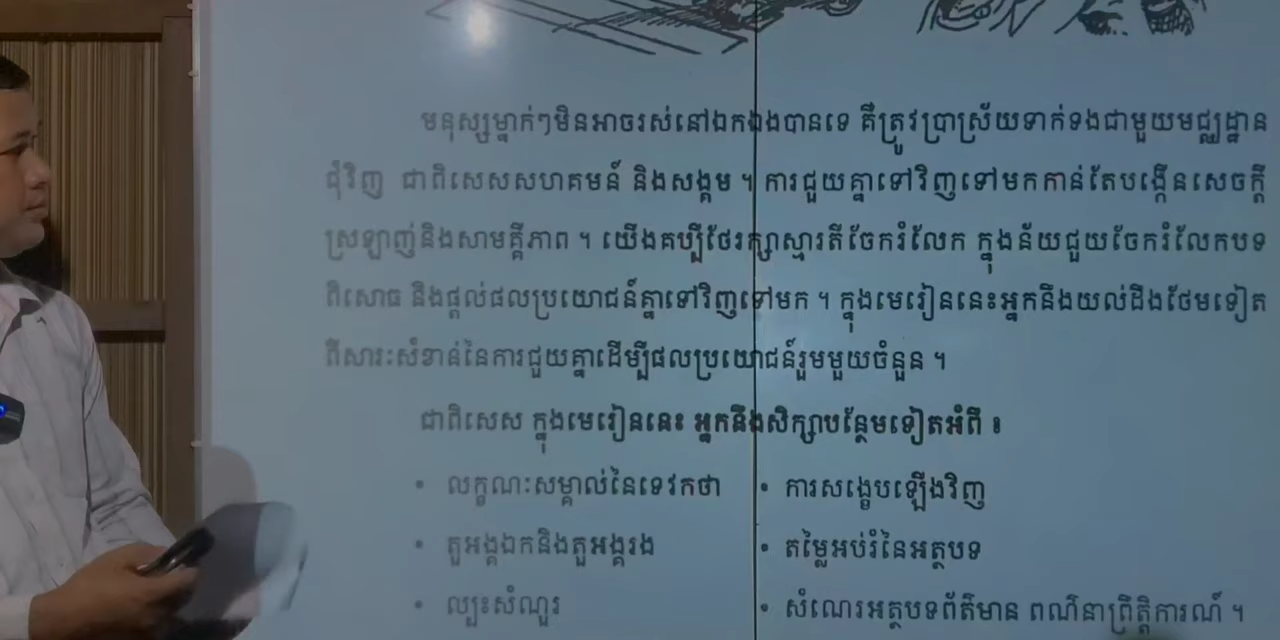 មនុស្សម្នាក់ៗមិនអាចរស់នៅឯកឯងបានទេ គឺត្រូវប្រាស្រ័យទាក់ទងជាមួយមជ្ឈដ្ឋាន
ជុំវិញ ជាពិសេសសហគមន៍ និងសង្គម ។ ការជួយគ្នាទៅវិញទៅមកកាន់តែបង្កើនសេចក្ដី
ស្រឡាញ់និងសាមគ្គីភាព ។ យើងគប្បីថែរក្សាស្មារតីចែករំលែក ក្នុងន័យជួយចែករំលែកបទ
ពិសោធ និងផ្ដល់ផលប្រយោជន៍គ្នាទៅវិញទៅមក ។ ក្នុងមេរៀននេះអ្នកនឹងយល់ដឹងថែមទៀត
ពីសារៈសំខាន់នៃការជួយគ្នាដើម្បីផលប្រយោជន៍រួមមួយចំនួន ។
ជាពិសេស ក្នុងមេរៀននេះ អ្នកនឹងសិក្សាបន្ថែមទៀតអំពី ៖
• លក្ខណៈសម្គាល់នៃទេវកថា • ការសង្ខេបឡើងវិញ
• តួអង្គឯកនិងតួអង្គរង • តម្លៃអប់រំនៃអត្ថបទ
• ល្បះសំណួរ • សំណេរអត្ថបទព័ត៌មាន ពណ៌នាព្រឹត្តិការណ៍ ។